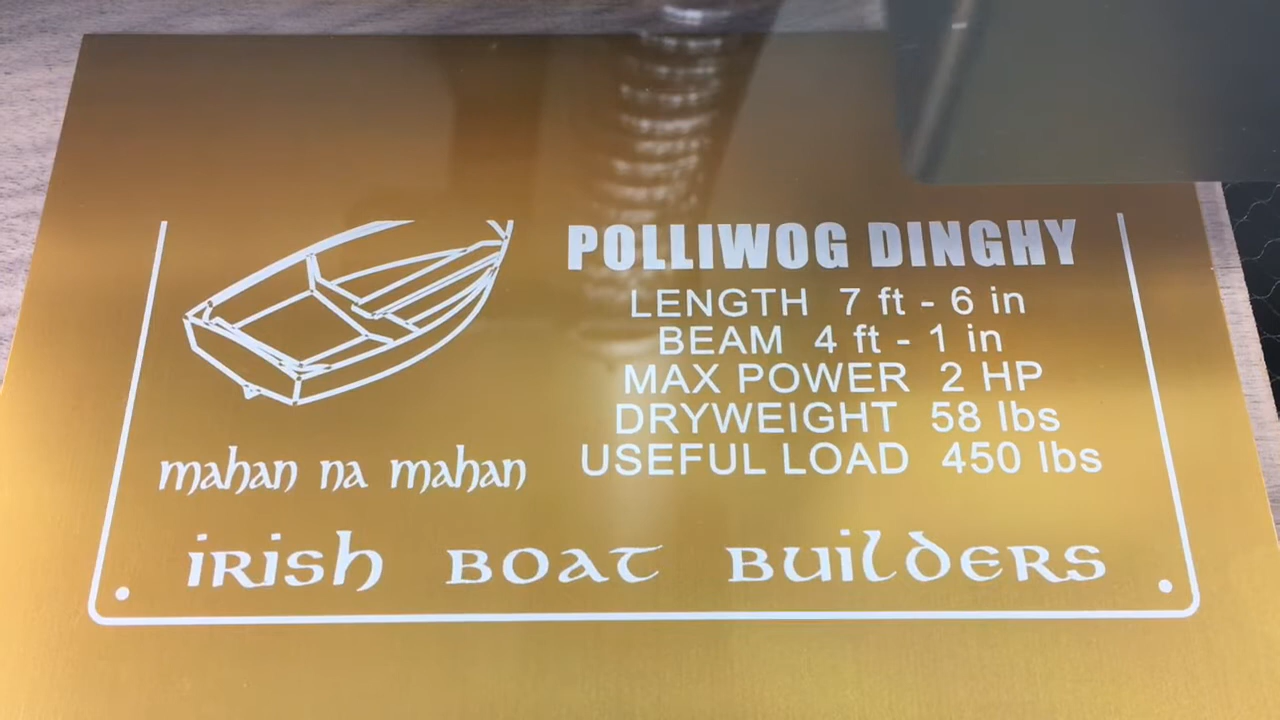 POLLIWOG DINGHY
LENGTH 7 ft - 6 in
BEAM 4 ft - 1 in
MAX POWER 2 HP
DRYWEIGHT 58 lbs
USEFUL LOAD 450 lbs
mahan na mahan
IRISH BOAT BUILDERS